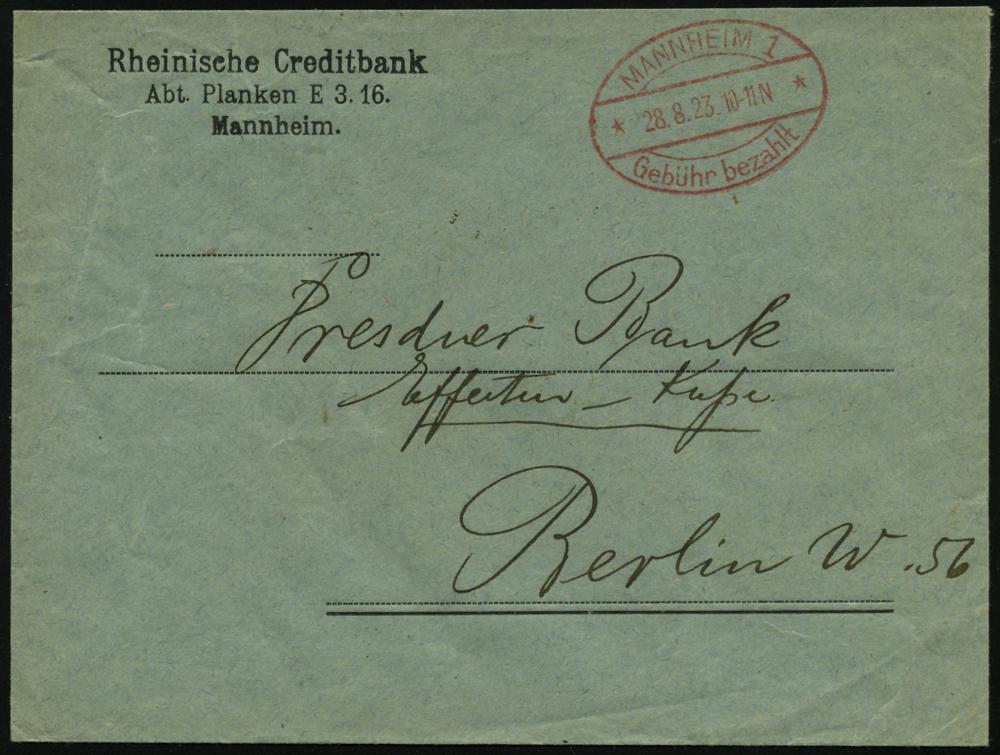 Rheinische Creditbank
Abt. Planken E 3. 16.
Mannheim.
MANNHEIM 1
* 28.8.23. 10-11 N *
Gebühr bezahlt
Dresdner Bank
Effecten - Kasse
Berlin W. 56